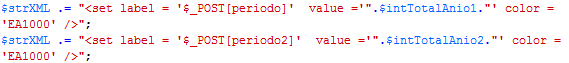 $strXML .= "<set label = '$_POST[periodo]'  value ='".$intTotalAnio1."' color =
'EA1000' />";
$strXML .= "<set label = '$_POST[periodo2]'  value ='".$intTotalAnio2."' color =
'EA1000' />";